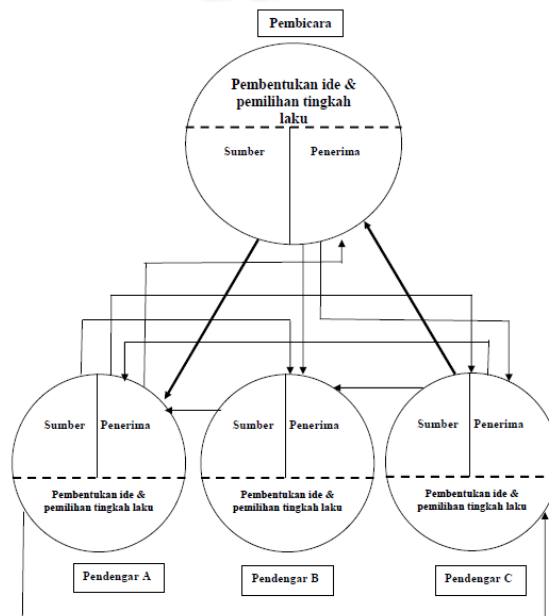 Pembicara
Pembentukan ide &
pemilihan tingkah
laku
Sumber
Penerima
Sumber
Penerima
Pembentukan ide &
pemilihan tingkah laku
Sumber
Penerima
Pembentukan ide &
pemilihan tingkah laku
Sumber
Penerima
Pembentukan ide &
pemilihan tingkah laku
Pendengar A
Pendengar B
Pendengar C